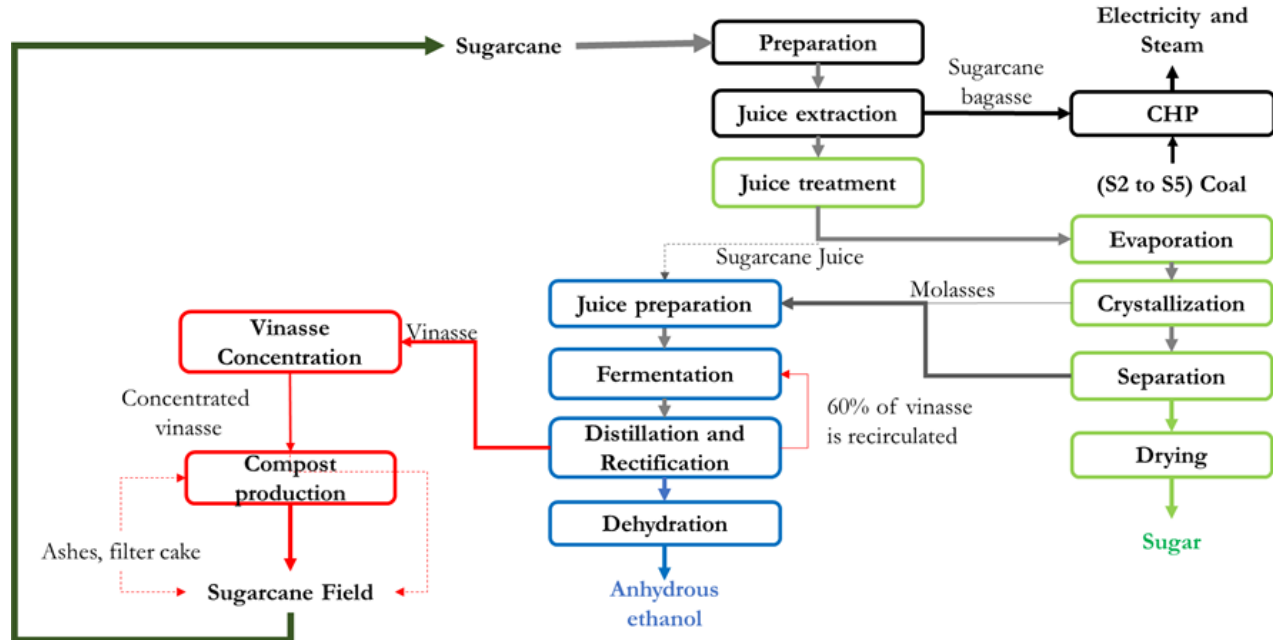 Electricity and
Steam
Sugarcane
Preparation
Sugarcane
bagasse
Juice extraction
CHP
Juice treatment
(S2 to S5) Coal
Evaporation
Sugarcane Juice
Juice preparation
Molasses
Crystallization
Vinasse
Concentration
Vinasse
Fermentation
Separation
Concentrated
vinasse
60% of vinasse
is recirculated
Distillation and
Rectification
Drying
Compost
production
Dehydration
Ashes, filter cake
Sugar
Sugarcane Field
Anhydrous
ethanol